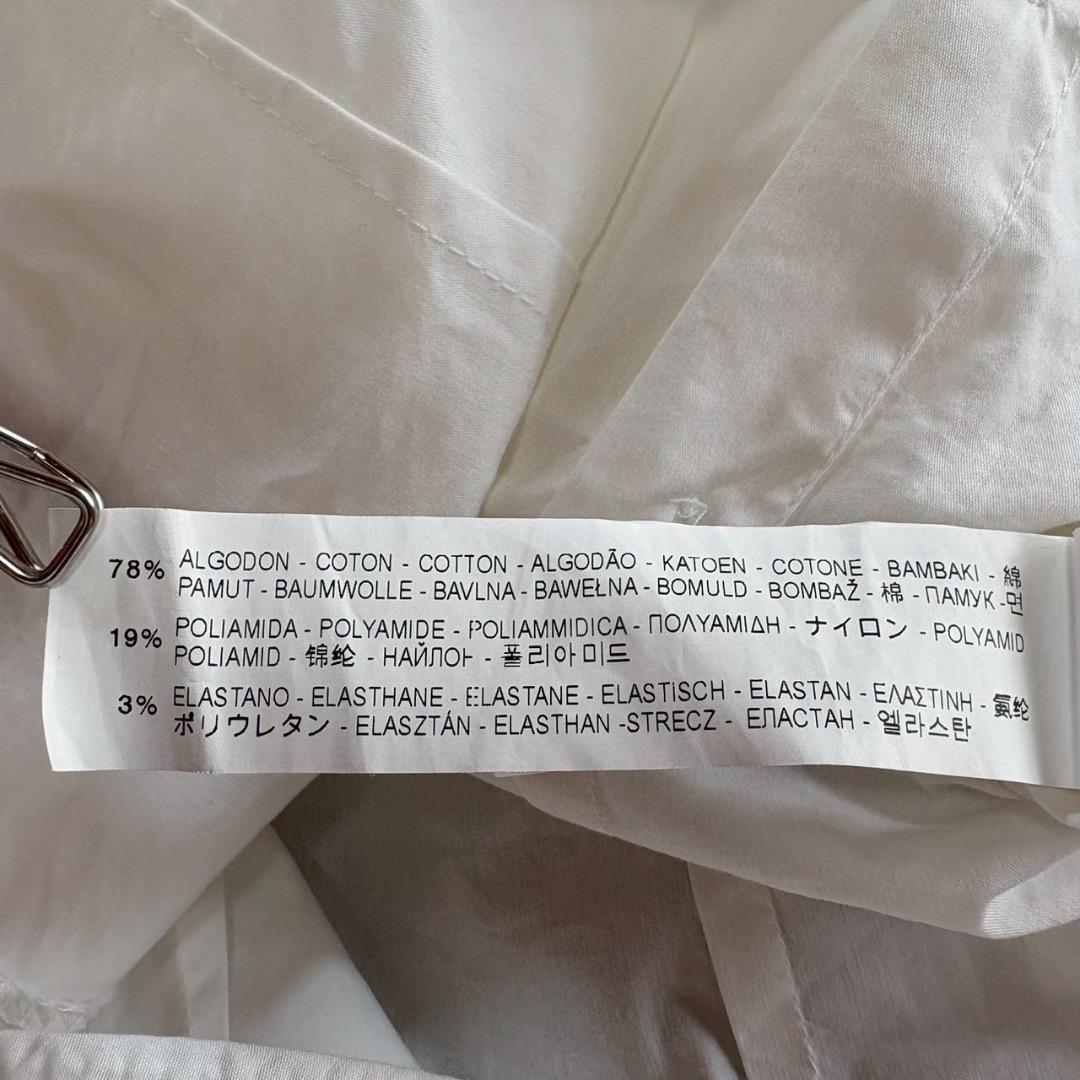 78% ALGODON - COTON - COTTON - ALGODÃO - KATOEN - COTONE - BAMBAKI - 綿
PAMUT - BAUMWOLLE - BAVLNA - BAWEŁNA - BOMULD - BOMBAŽ - 棉 - ПАМУК - 면
19% POLIAMIDA - POLYAMIDE - POLIAMMIDICA - ΠΟΛΥΑΜΙΔΗ - ナイロン - POLYAMID
POLIAMID - 锦纶 - НАЙЛОН - 폴리아미드
3% ELASTANO - ELASTHANE - ELASTANE - ELASTISCH - ELASTAN - ΕΛΑΣΤΙΝΗ - 氨纶
ポリウレタン - ELASZTÁN - ELASTHAN -STRECZ - ЕЛАСТАН - 엘라스탄